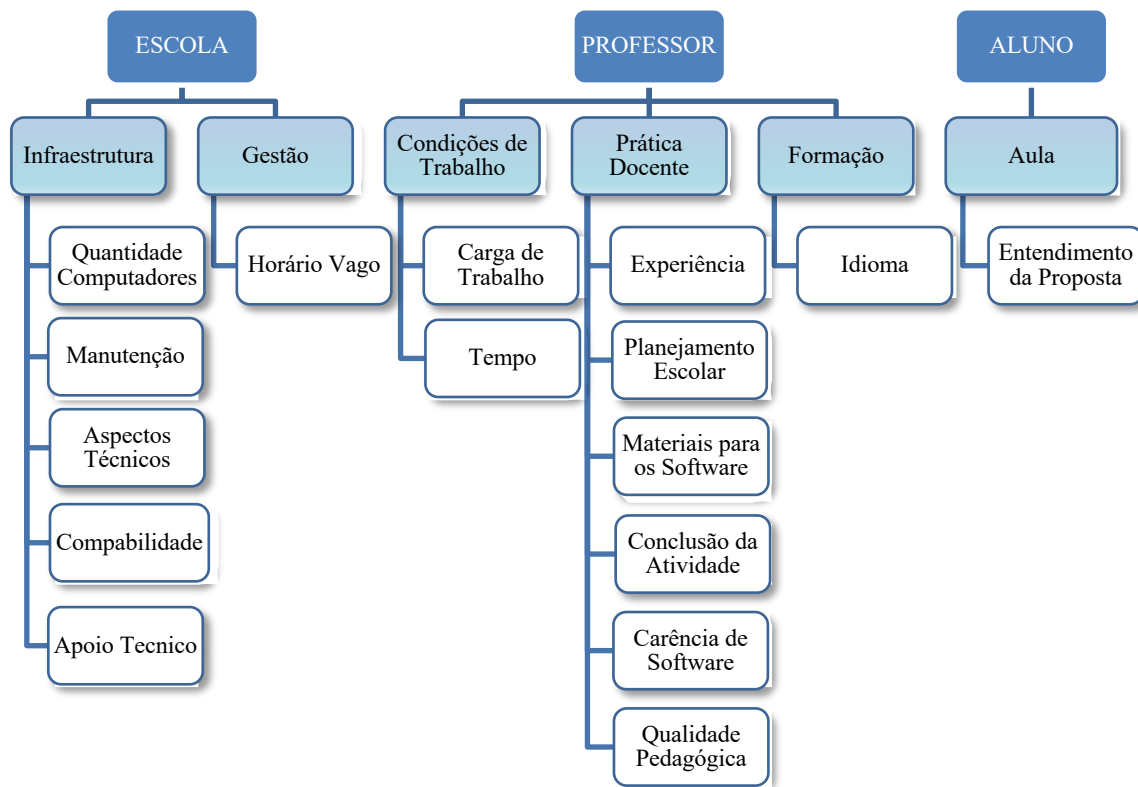 ESCOLA
PROFESSOR
ALUNO
Infraestrutura
Gestão
Condições de
Trabalho
Prática
Docente
Formação
Aula
Quantidade
Computadores
Manutenção
Aspectos
Técnicos
Compabilidade
Apoio Tecnico
Horário Vago
Carga de
Trabalho
Tempo
Experiência
Planejamento
Escolar
Materiais para
os Software
Conclusão da
Atividade
Carência de
Software
Qualidade
Pedagógica
Idioma
Entendimento
da Proposta